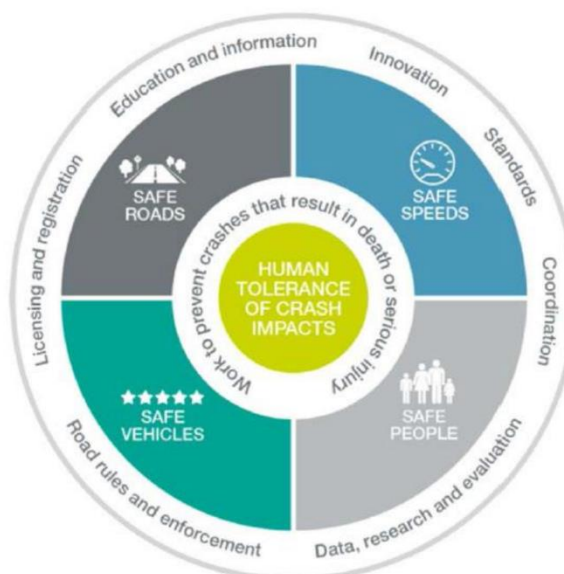 Education and information
Innovation
Standards
Coordination
Data, research and evaluation
Road rules and enforcement
Licensing and registration
SAFE
ROADS
SAFE
SPEEDS
SAFE
VEHICLES
SAFE
PEOPLE
Work to prevent crashes that result in death or serious injury
HUMAN
TOLERANCE
OF CRASH
IMPACTS